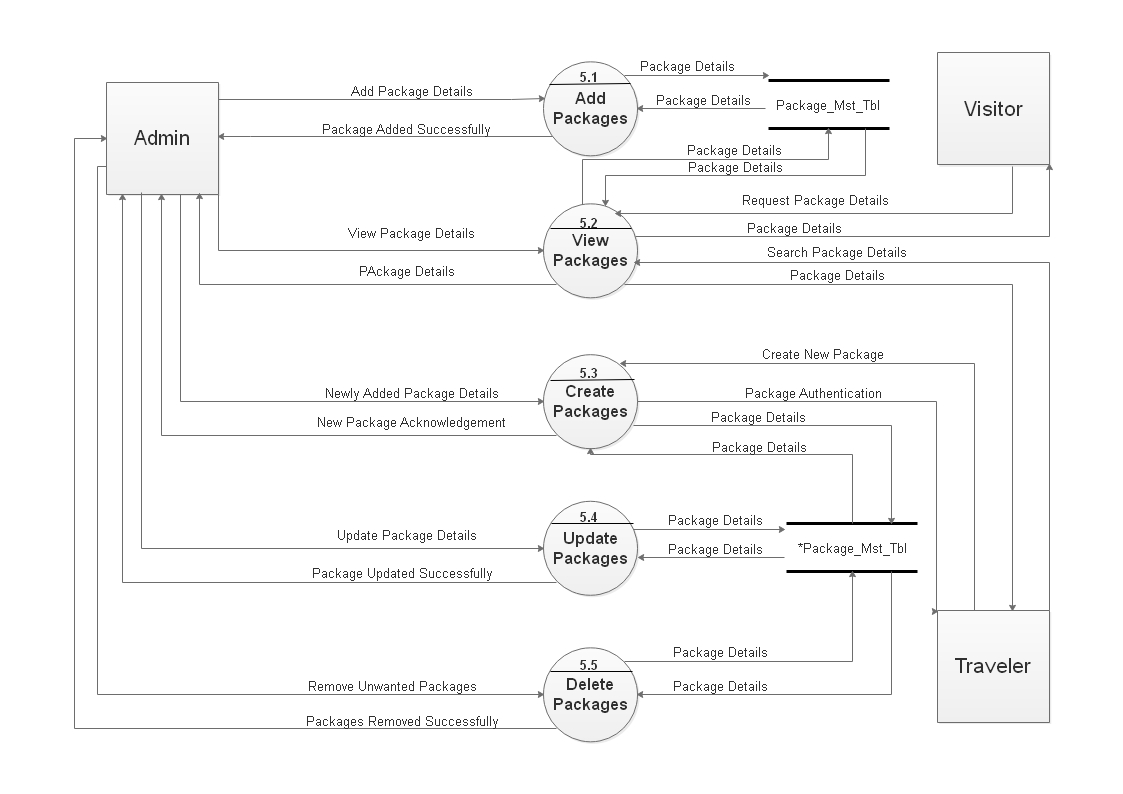 5.1
Add
Packages
Package Details
Add Package Details
Package Details
Package_Mst_Tbl
Visitor
Admin
Package Added Successfully
Package Details
Package Details
Request Package Details
5.2
View
Packages
View Package Details
Package Details
Search Package Details
PAckage Details
Package Details
Create New Package
5.3
Create
Packages
Newly Added Package Details
Package Authentication
New Package Acknowledgement
Package Details
Package Details
5.4
Update
Packages
Package Details
Update Package Details
Package Details
*Package_Mst_Tbl
Package Updated Successfully
Package Details
5.5
Delete
Packages
Traveler
Remove Unwanted Packages
Package Details
Packages Removed Successfully